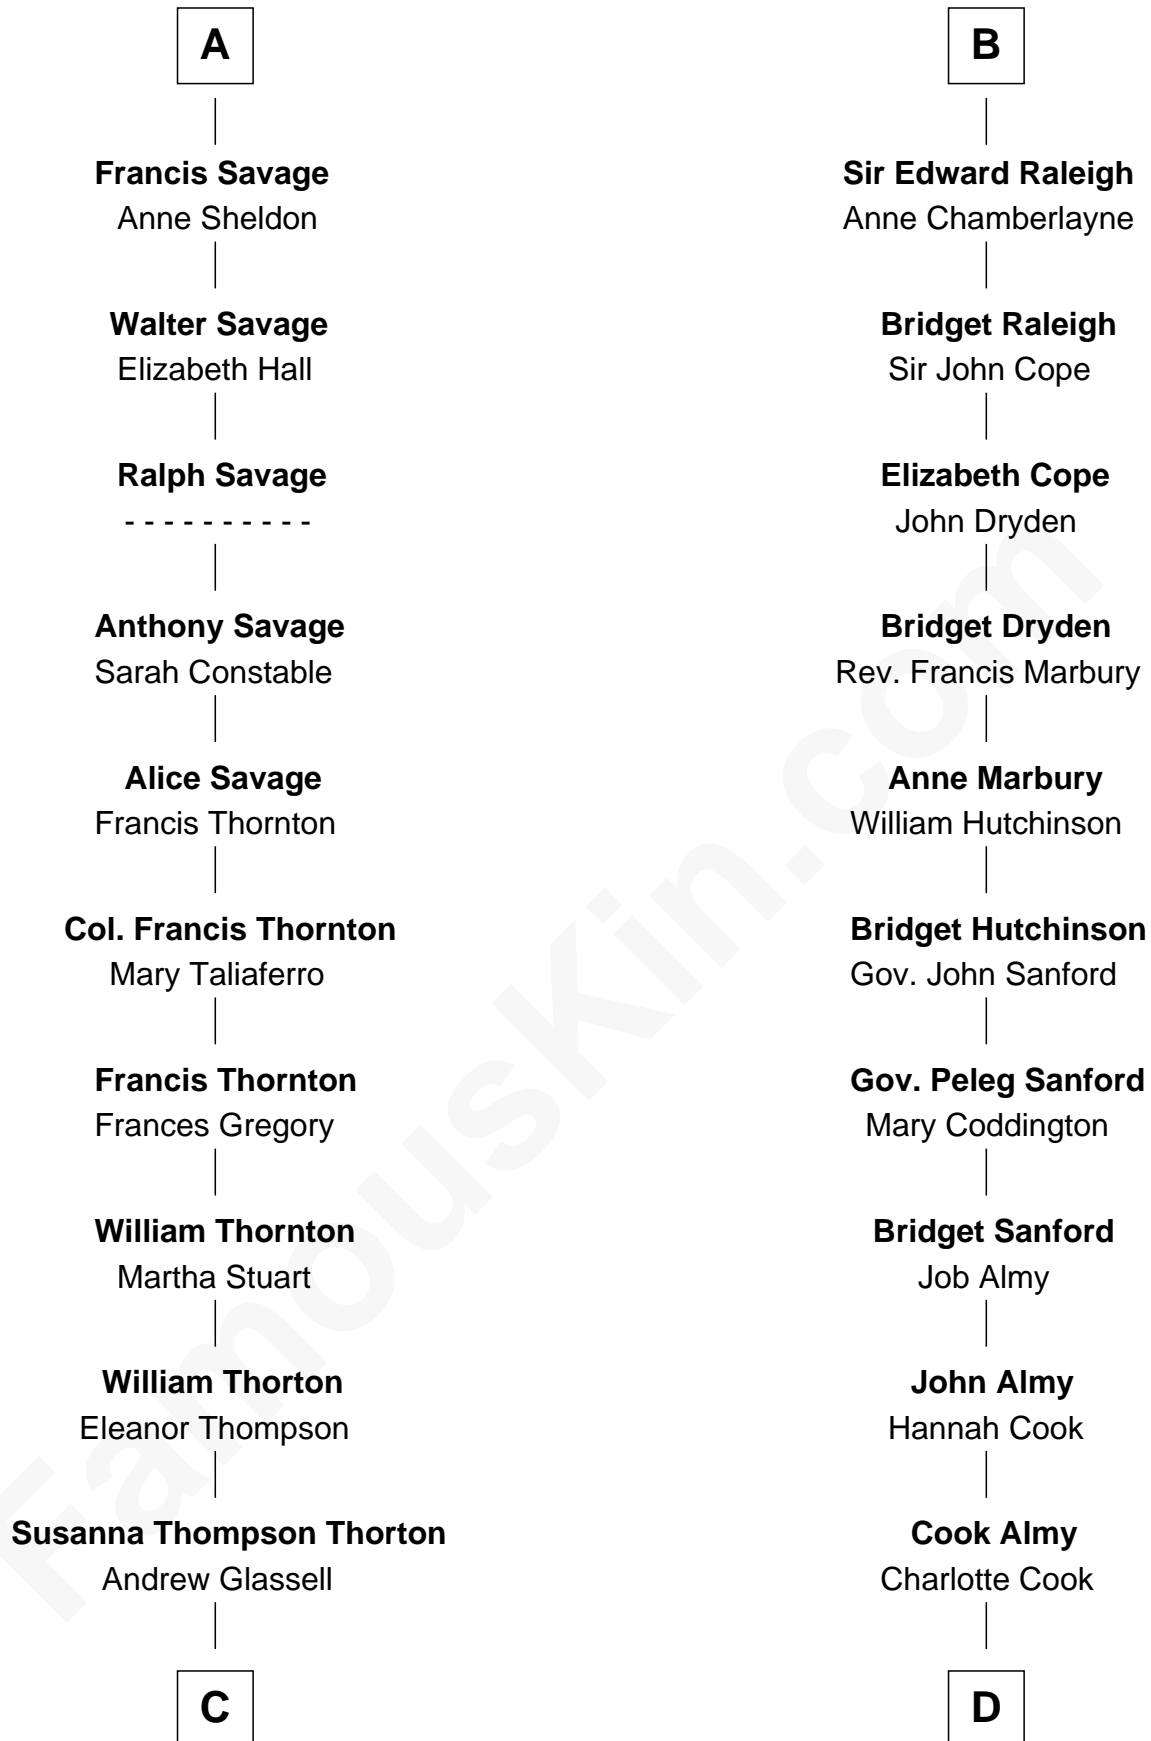 A
Francis Savage
Anne Sheldon
Walter Savage
Elizabeth Hall
Ralph Savage
- - - - - - - - - -
Anthony Savage
Sarah Constable
Alice Savage
Francis Thornton
Col. Francis Thornton
Mary Taliaferro
Francis Thornton
Frances Gregory
William Thornton
Martha Stuart
William Thorton
Eleanor Thompson
Susanna Thompson Thorton
Andrew Glassell
C
B
Sir Edward Raleigh
Anne Chamberlayne
Bridget Raleigh
Sir John Cope
Elizabeth Cope
John Dryden
Bridget Dryden
Rev. Francis Marbury
Anne Marbury
William Hutchinson
Bridget Hutchinson
Gov. John Sanford
Gov. Peleg Sanford
Mary Coddington
Bridget Sanford
Job Almy
John Almy
Hannah Cook
Cook Almy
Charlotte Cook
D
FamousKin.com